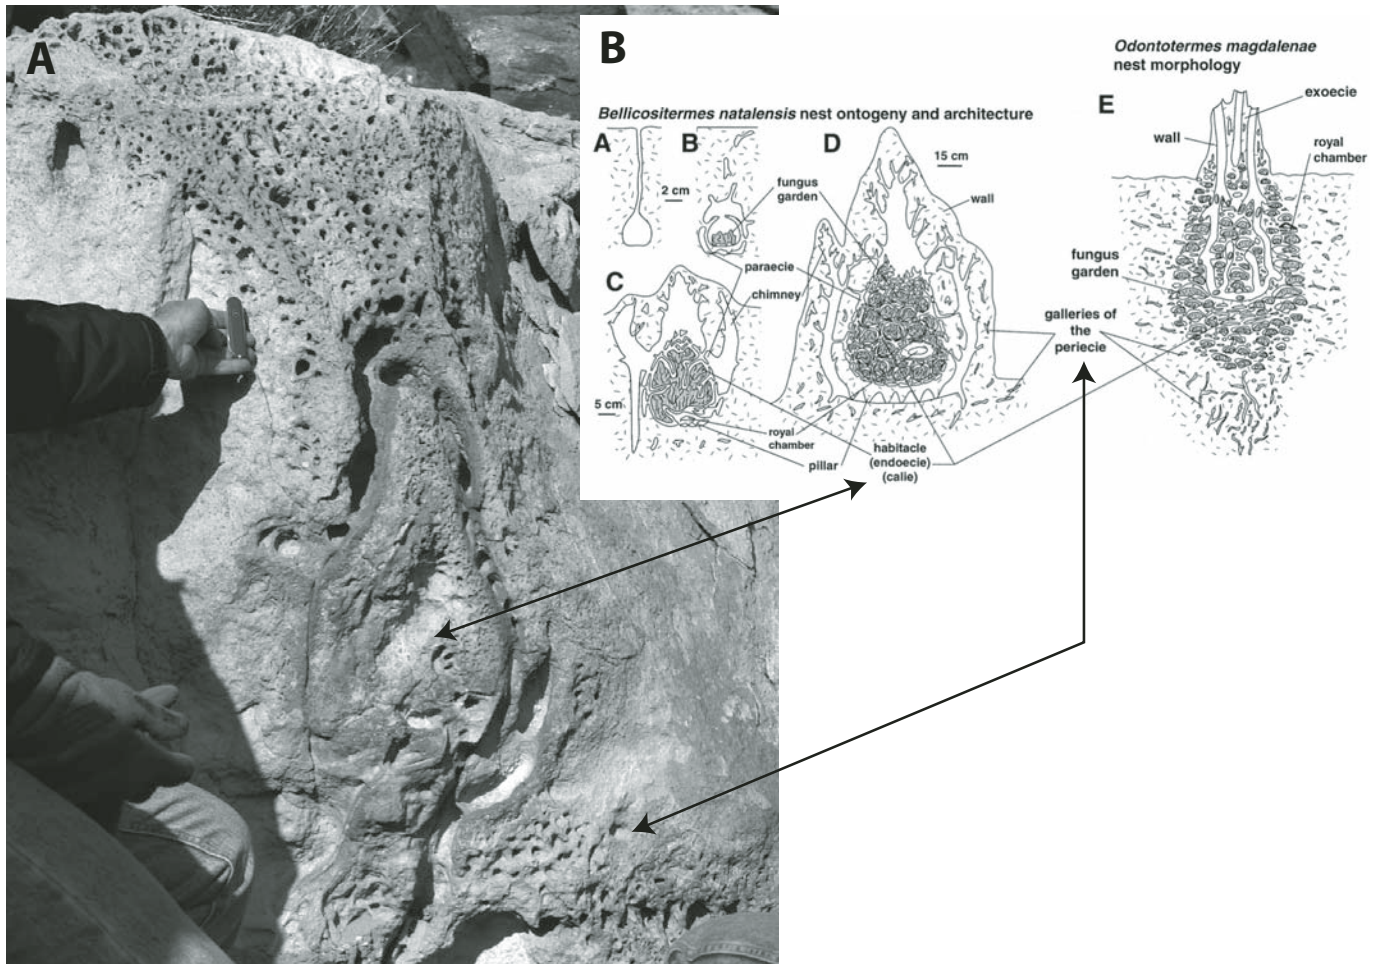 A
B
Odontotermes magdalenae
nest morphology
Bellicositermes natalensis nest ontogeny and architecture
A
B
D
E
exoecie
wall
royal
chamber
15 cm
2 cm
fungus
garden
wall
paraecie
C
chimney
fungus
garden
galleries of
the
periecie
5 cm
royal
chamber
pillar
habitacle
(endoecie)
(calie)